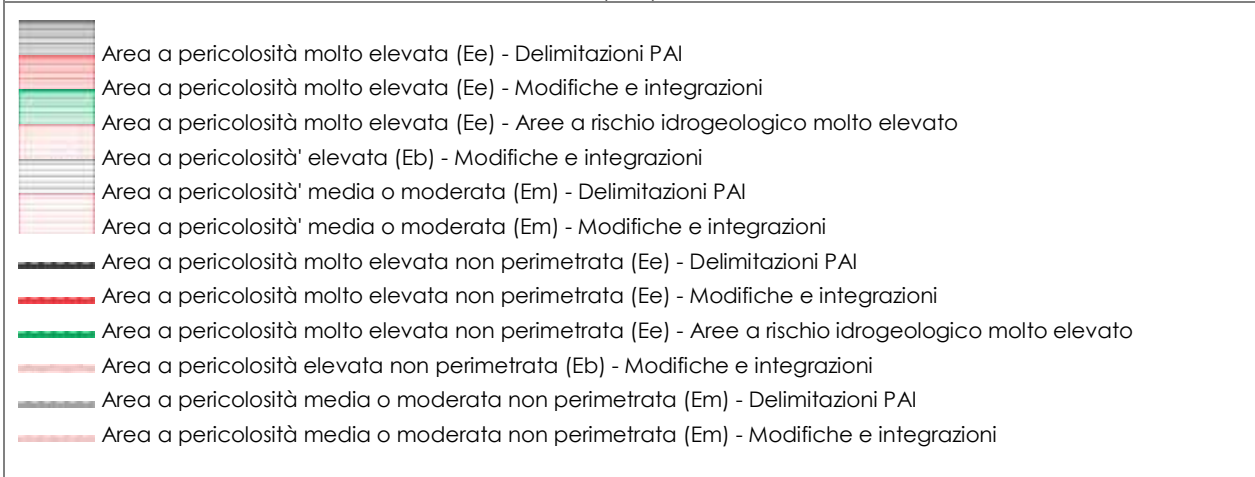 Area a pericolosità molto elevata (Ee) - Delimitazioni PAI
Area a pericolosità molto elevata (Ee) - Modifiche e integrazioni
Area a pericolosità molto elevata (Ee) - Aree a rischio idrogeologico molto elevato
Area a pericolosità' elevata (Eb) - Modifiche e integrazioni
Area a pericolosità' media o moderata (Em) - Delimitazioni PAI
Area a pericolosità' media o moderata (Em) - Modifiche e integrazioni
Area a pericolosità molto elevata non perimetrata (Ee) - Delimitazioni PAI
Area a pericolosità molto elevata non perimetrata (Ee) - Modifiche e integrazioni
Area a pericolosità molto elevata non perimetrata (Ee) - Aree a rischio idrogeologico molto elevato
Area a pericolosità elevata non perimetrata (Eb) - Modifiche e integrazioni
Area a pericolosità media o moderata non perimetrata (Em) - Delimitazioni PAI
Area a pericolosità media o moderata non perimetrata (Em) - Modifiche e integrazioni